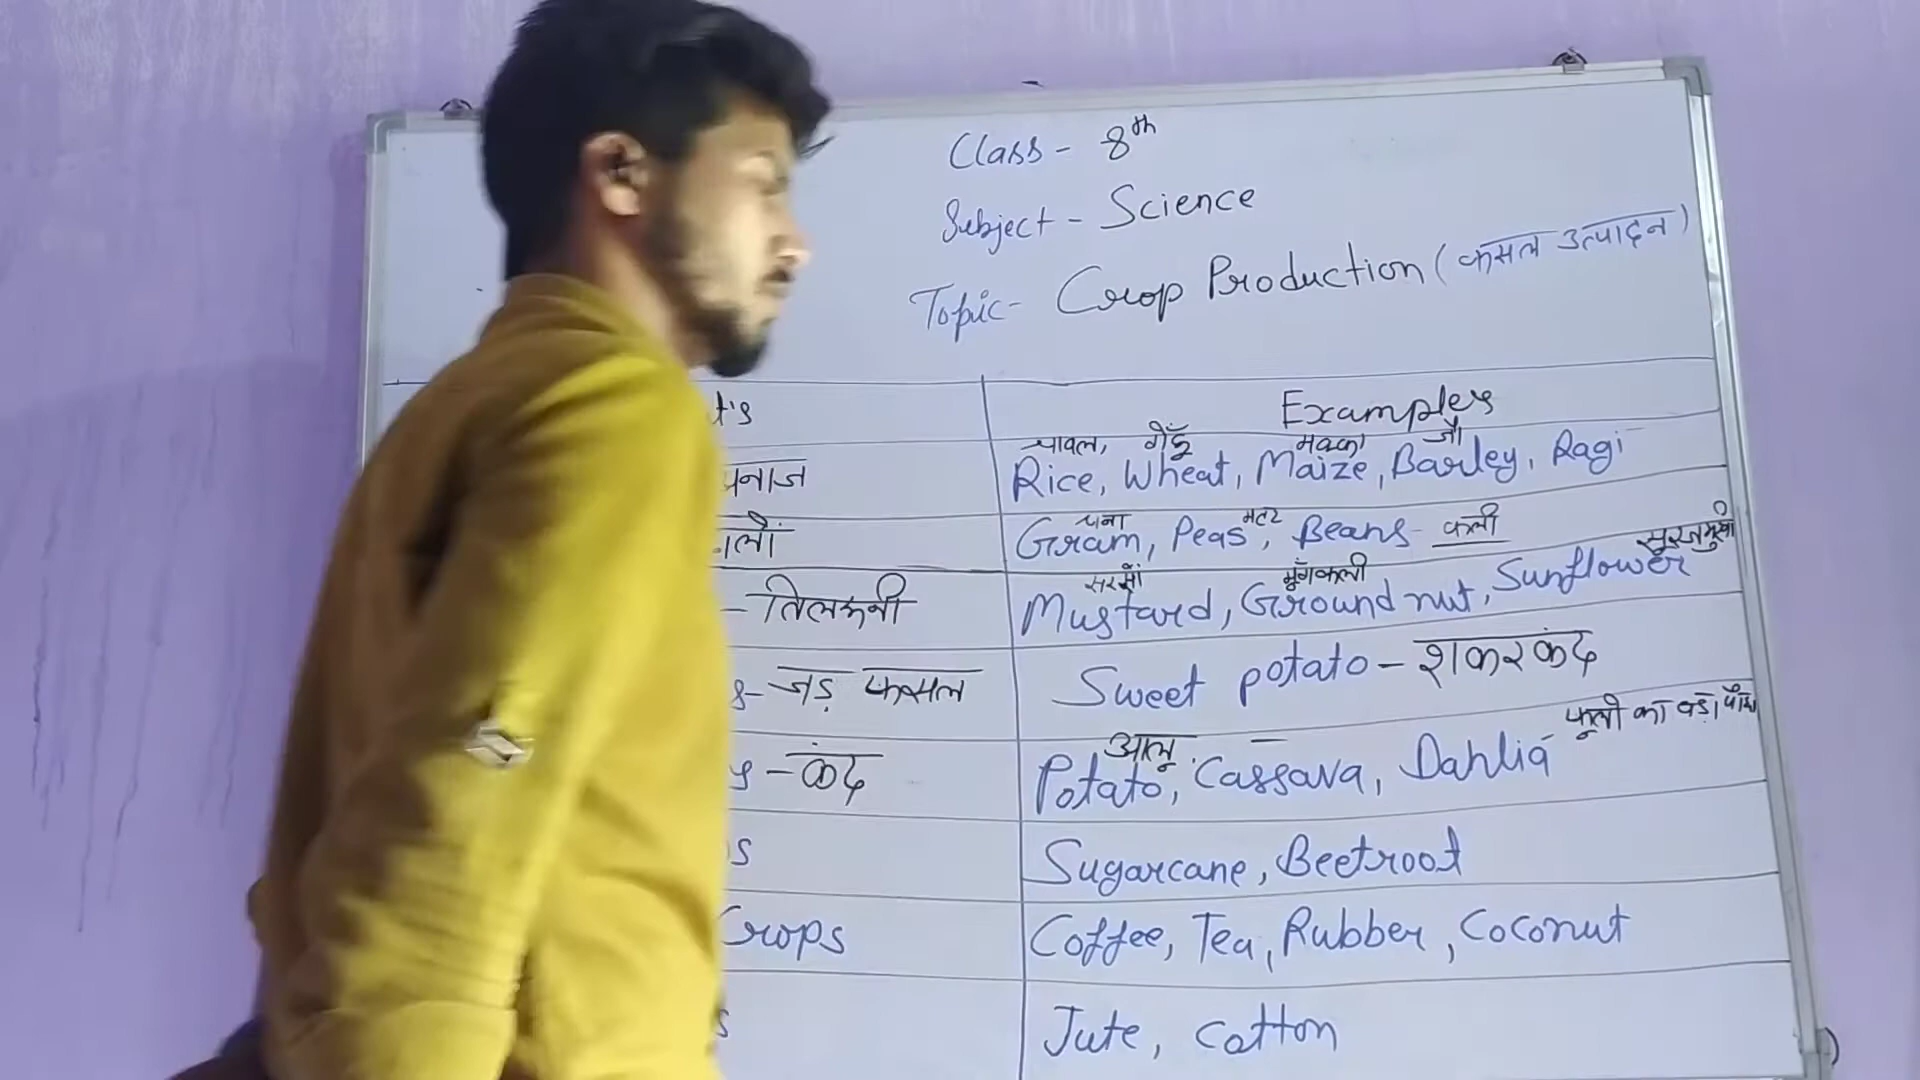 Class - 8th
Subject - Science
Topic - Crop Production (फसल उत्पादन)
t's Examples
चावल, गेहूँ मक्का जौ
नाज Rice, Wheat, Maize, Barley, Ragi
चना मटर
Gram, Peas, Beans - फली
सरसों मूंगफली सूरजमुखी
- तिलहनी Mustard, Groundnut, Sunflower
s - जड़ फसल Sweet potato - शकरकंद
आलू फूलों का बड़ा पौधा
s - कंद Potato, Cassava, Dahlia
s Sugarcane, Beetroot
Crops Coffee, Tea, Rubber, Coconut
s Jute, Cotton